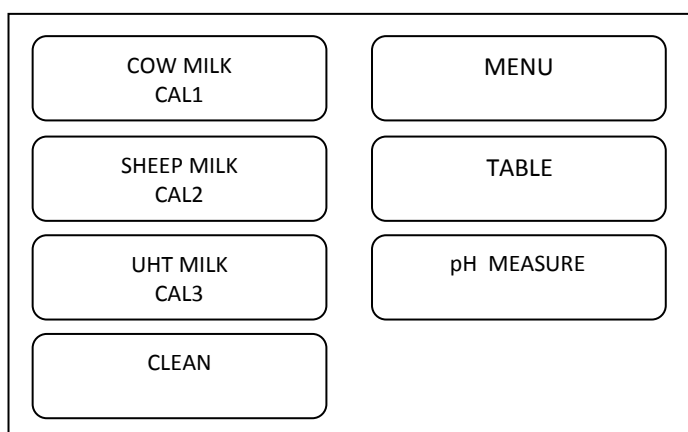 COW MILK
CAL1
SHEEP MILK
CAL2
UHT MILK
CAL3
CLEAN
MENU
TABLE
pH MEASURE